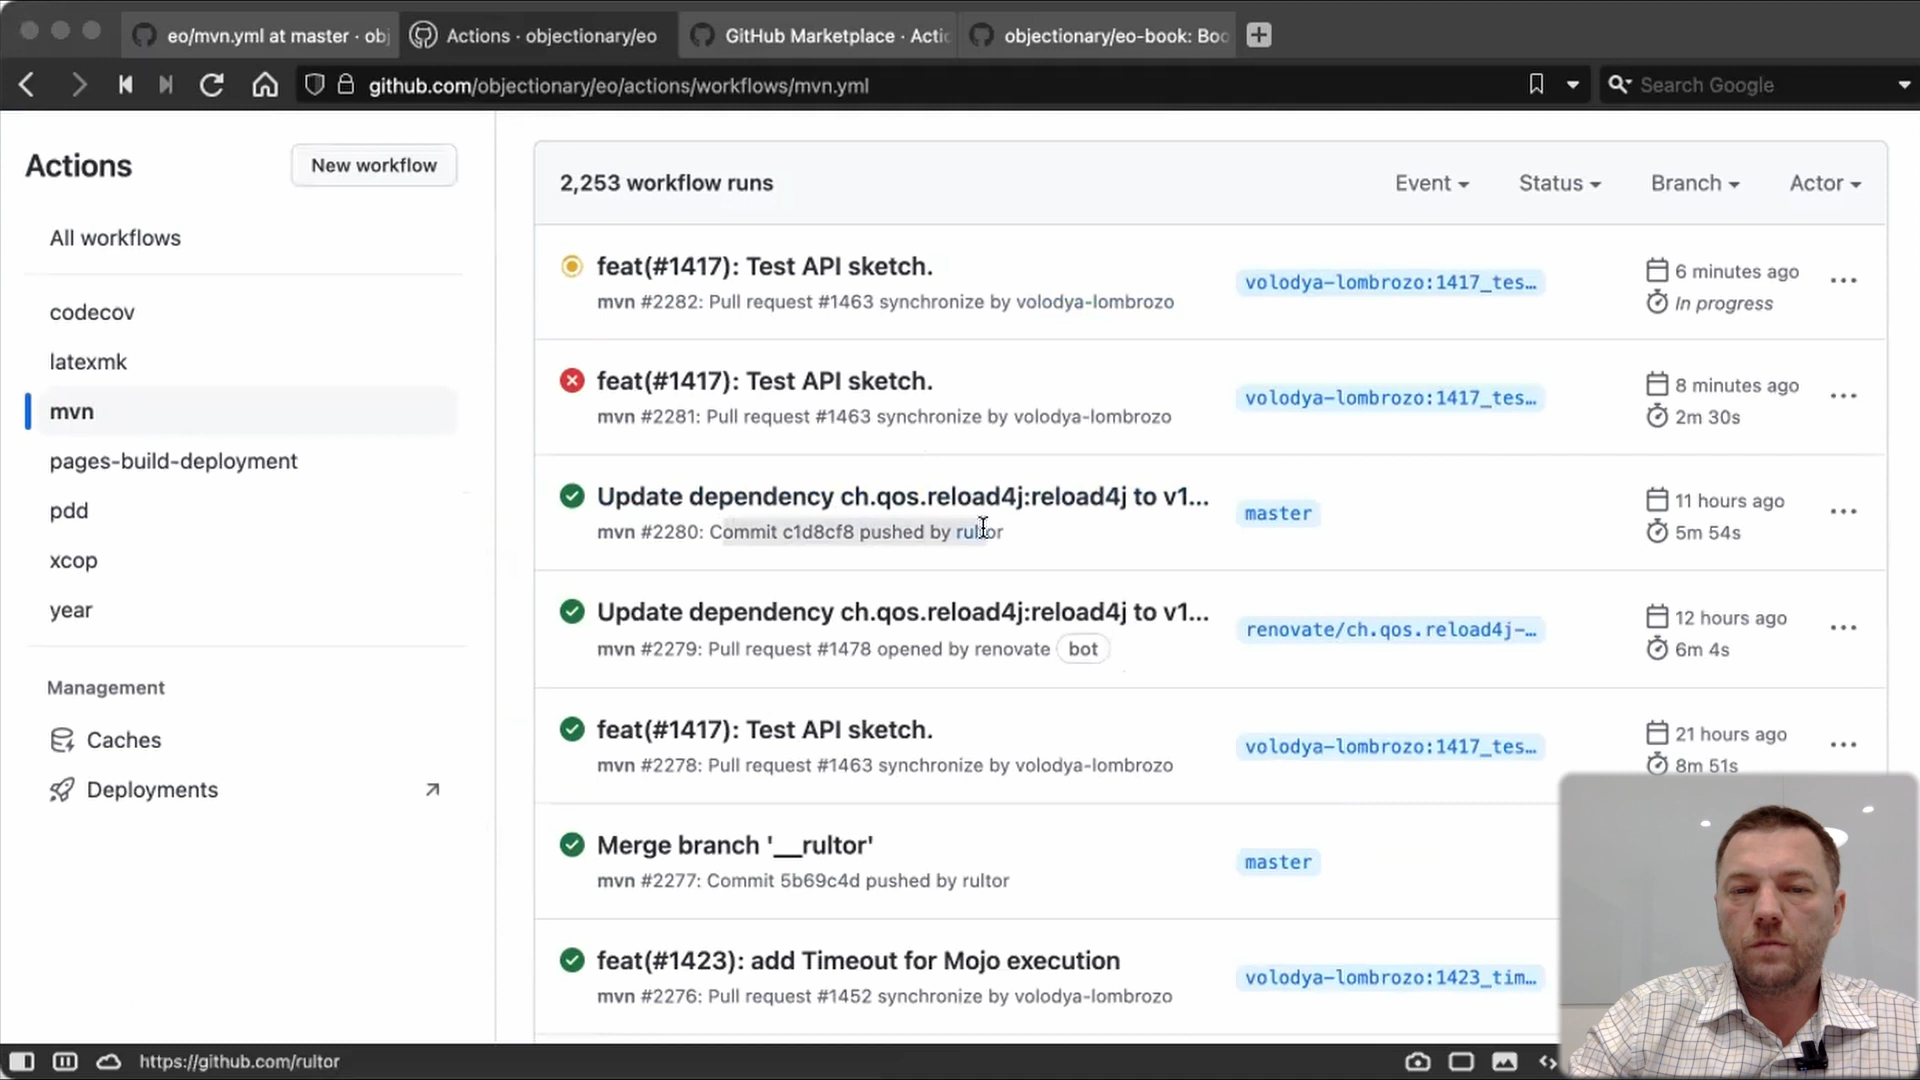 eo/mvn.yml at master · obj
Actions · objectionary/eo
GitHub Marketplace · Actio
objectionary/eo-book: Boo
github.com/objectionary/eo/actions/workflows/mvn.yml
Search Google
Actions
New workflow
All workflows
codecov
latexmk
mvn
pages-build-deployment
pdd
xcop
year
Management
Caches
Deployments
2,253 workflow runs
Event
Status
Branch
Actor
feat(#1417): Test API sketch.
mvn #2282: Pull request #1463 synchronize by volodya-lombrozo
volodya-lombrozo:1417_tes…
6 minutes ago
In progress
feat(#1417): Test API sketch.
mvn #2281: Pull request #1463 synchronize by volodya-lombrozo
volodya-lombrozo:1417_tes…
8 minutes ago
2m 30s
Update dependency ch.qos.reload4j:reload4j to v1...
mvn #2280: Commit c1d8cf8 pushed by rultor
master
11 hours ago
5m 54s
Update dependency ch.qos.reload4j:reload4j to v1...
mvn #2279: Pull request #1478 opened by renovate bot
renovate/ch.qos.reload4j-…
12 hours ago
6m 4s
feat(#1417): Test API sketch.
mvn #2278: Pull request #1463 synchronize by volodya-lombrozo
volodya-lombrozo:1417_tes…
21 hours ago
8m 51s
Merge branch '__rultor'
mvn #2277: Commit 5b69c4d pushed by rultor
master
feat(#1423): add Timeout for Mojo execution
mvn #2276: Pull request #1452 synchronize by volodya-lombrozo
volodya-lombrozo:1423_tim…
https://github.com/rultor